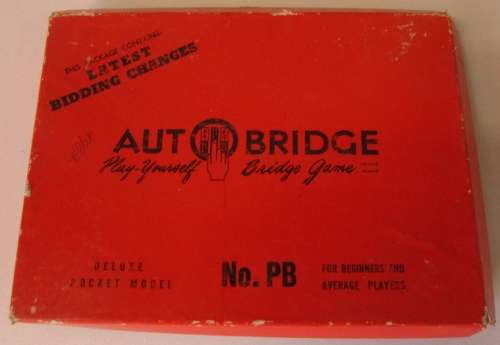 THIS PACKAGE CONTAINS
LATEST
BIDDING CHANGES
AUTOBRIDGE
Play-Yourself Bridge Game
DELUXE
POCKET MODEL
No. PB
FOR BEGINNERS AND
AVERAGE PLAYERS